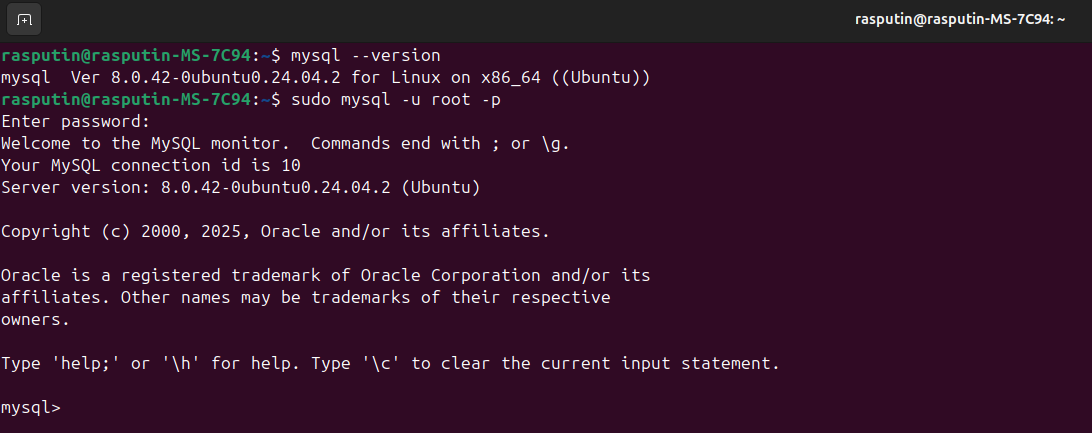 rasputin@rasputin-MS-7C94: ~
rasputin@rasputin-MS-7C94:~$ mysql --version
mysql  Ver 8.0.42-0ubuntu0.24.04.2 for Linux on x86_64 ((Ubuntu))
rasputin@rasputin-MS-7C94:~$ sudo mysql -u root -p
Enter password:
Welcome to the MySQL monitor.  Commands end with ; or \g.
Your MySQL connection id is 10
Server version: 8.0.42-0ubuntu0.24.04.2 (Ubuntu)
Copyright (c) 2000, 2025, Oracle and/or its affiliates.
Oracle is a registered trademark of Oracle Corporation and/or its
affiliates. Other names may be trademarks of their respective
owners.
Type 'help;' or '\h' for help. Type '\c' to clear the current input statement.
mysql>